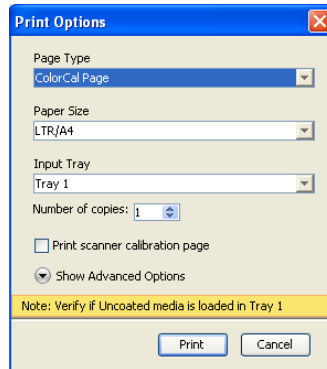 Print Options
Page Type
ColorCal Page
Paper Size
LTR/A4
Input Tray
Tray 1
Number of copies: 1
Print scanner calibration page
Show Advanced Options
Note: Verify if Uncoated media is loaded in Tray 1
Print Cancel